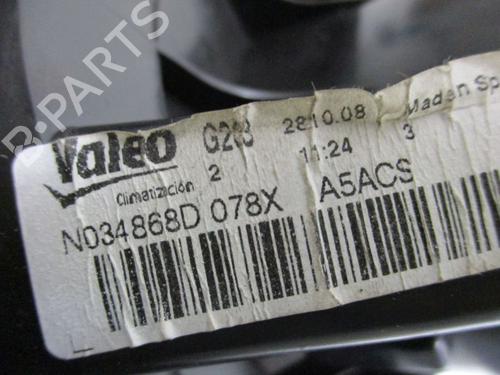 B-PARTS
Valeo G2 28.10.08 Made in Sp
Climatización 2 11:24 3
N034868D 078X A5ACS
L